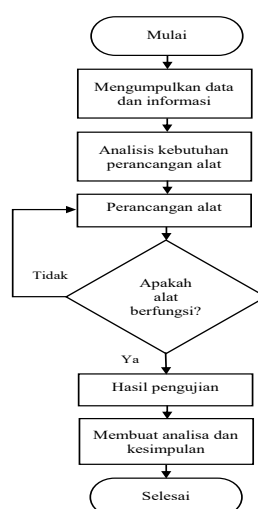 Mulai
Mengumpulkan data
dan informasi
Analisis kebutuhan
perancangan alat
Perancangan alat
Tidak
Apakah
alat
berfungsi?
Ya
Hasil pengujian
Membuat analisa dan
kesimpulan
Selesai